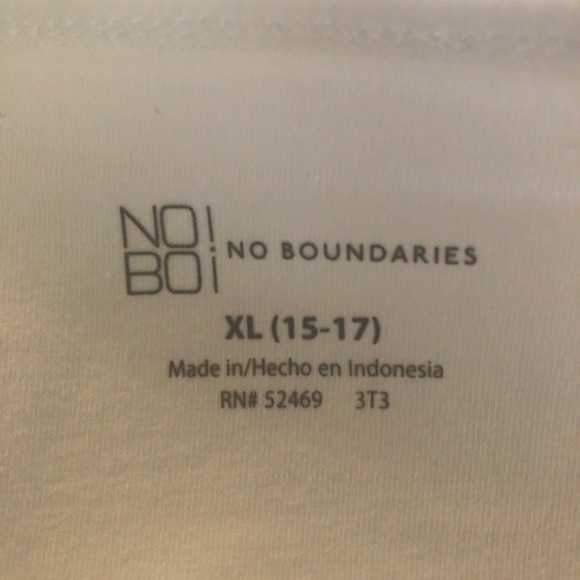 NO!
BO¡
NO BOUNDARIES
XL (15-17)
Made in/Hecho en Indonesia
RN# 52469 3T3